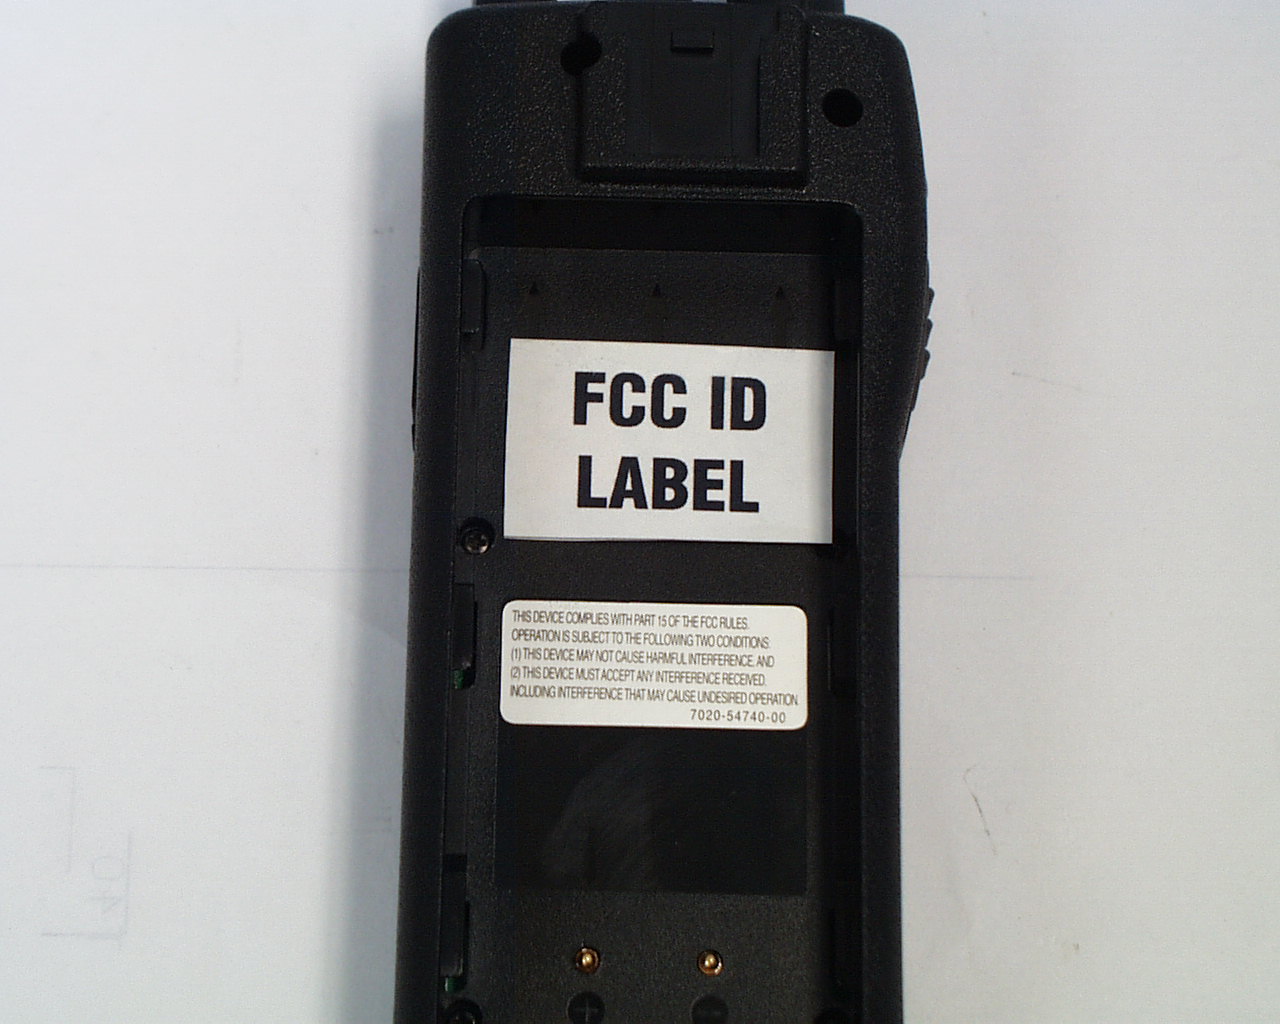 FCC ID
LABEL
THIS DEVICE COMPLIES WITH PART 15 OF THE FCC RULES.
OPERATION IS SUBJECT TO THE FOLLOWING TWO CONDITIONS.
(1) THIS DEVICE MAY NOT CAUSE HARMFUL INTERFERENCE, AND
(2) THIS DEVICE MUST ACCEPT ANY INTERFERENCE RECEIVED,
INCLUDING INTERFERENCE THAT MAY CAUSE UNDESIRED OPERATION.
7020-54740-00